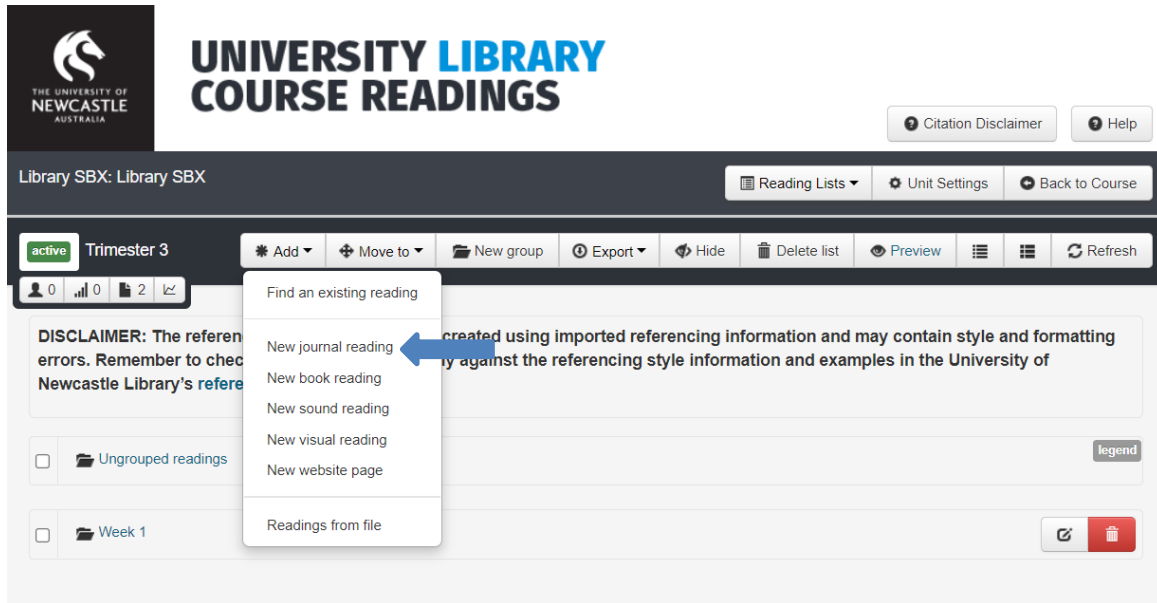 THE UNIVERSITY OF
NEWCASTLE
AUSTRALIA
UNIVERSITY LIBRARY
COURSE READINGS
Citation Disclaimer
Help
Library SBX: Library SBX
Reading Lists
Unit Settings
Back to Course
active
Trimester 3
Add
Move to
New group
Export
Hide
Delete list
Preview
Refresh
0
0
2
Find an existing reading
New journal reading
New book reading
New sound reading
New visual reading
New website page
Readings from file
DISCLAIMER: The referen created using imported referencing information and may contain style and formatting
errors. Remember to chec ly against the referencing style information and examples in the University of
Newcastle Library's refere
Ungrouped readings
legend
Week 1